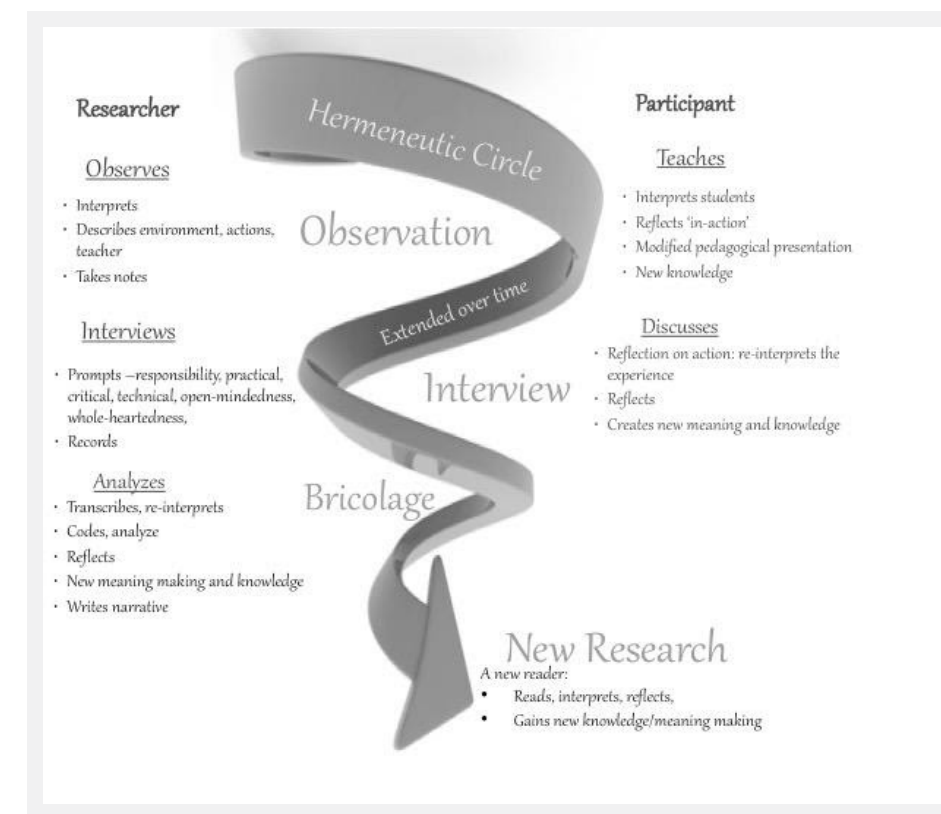 Researcher
Observes
• Interprets
• Describes environment, actions,
teacher
• Takes notes
Interviews
• Prompts –responsibility, practical,
critical, technical, open-mindedness,
whole-heartedness,
• Records
Analyzes
• Transcribes, re-interprets
• Codes, analyze
• Reflects
• New meaning making and knowledge
• Writes narrative
Hermeneutic Circle
Observation
Extended over time
Interview
Bricolage
Participant
Teaches
• Interprets students
• Reflects ‘in-action’
• Modified pedagogical presentation
• New knowledge
Discusses
• Reflection on action: re-interprets the
experience
• Reflects
• Creates new meaning and knowledge
New Research
A new reader:
• Reads, interprets, reflects,
• Gains new knowledge/meaning making